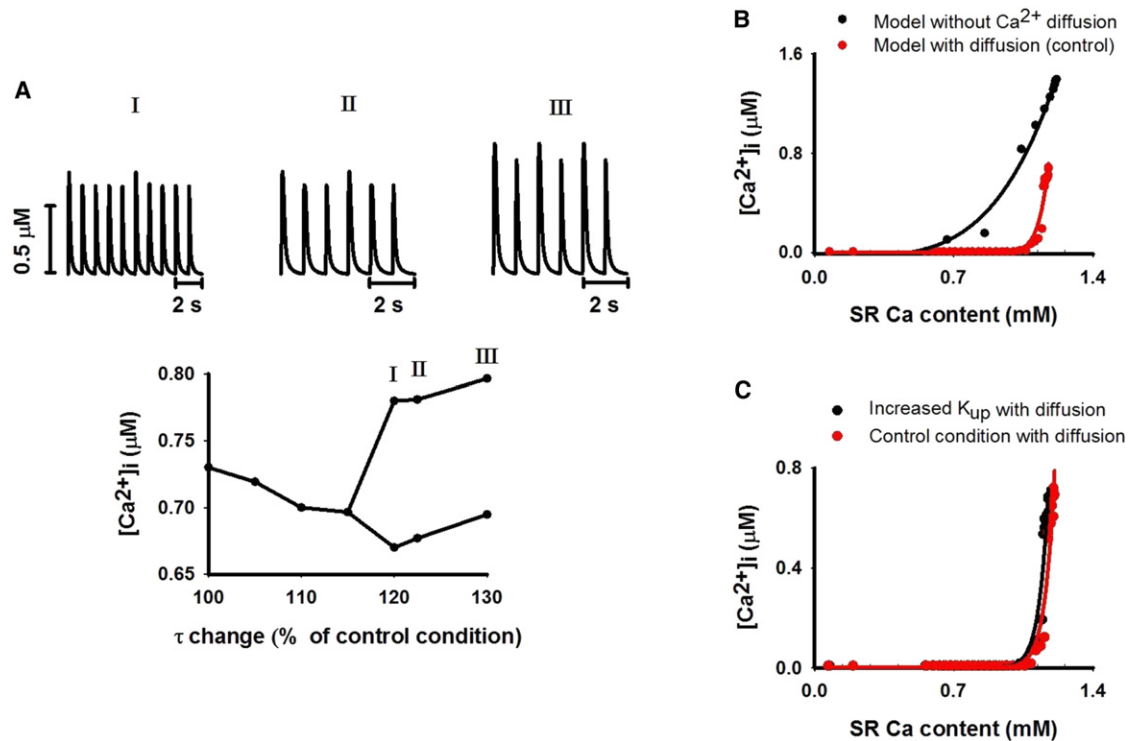 A
I II III
0.5 μM
2 s 2 s 2 s
I II III
0.80
0.75
0.70
0.65
[Ca2+]i (μM)
100 110 120 130
τ change (% of control condition)
B
Model without Ca2+ diffusion
Model with diffusion (control)
1.6
0.8
0.0
[Ca2+]i (μM)
0.0 0.7 1.4
SR Ca content (mM)
C
Increased Kup with diffusion
Control condition with diffusion
0.8
0.4
0.0
[Ca2+]i (μM)
0.0 0.7 1.4
SR Ca content (mM)